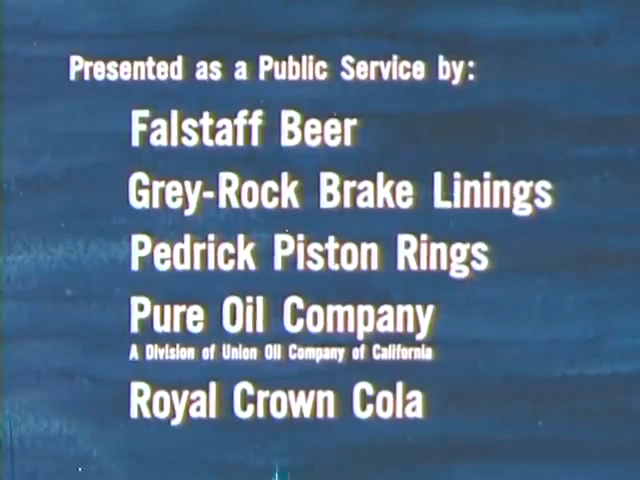 Presented as a Public Service by:
Falstaff Beer
Grey-Rock Brake Linings
Pedrick Piston Rings
Pure Oil Company
A Division of Union Oil Company of California
Royal Crown Cola